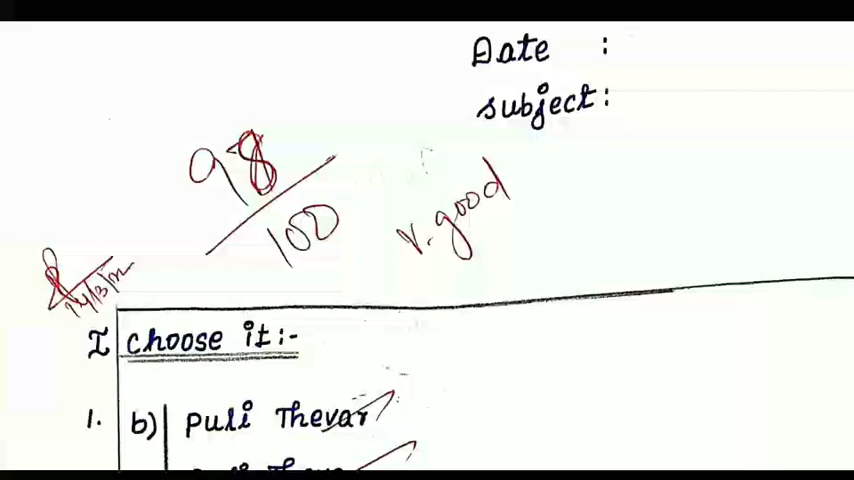 Date :
subject:
98
100
v. good
I choose it:-
1. b) Puli Thevar